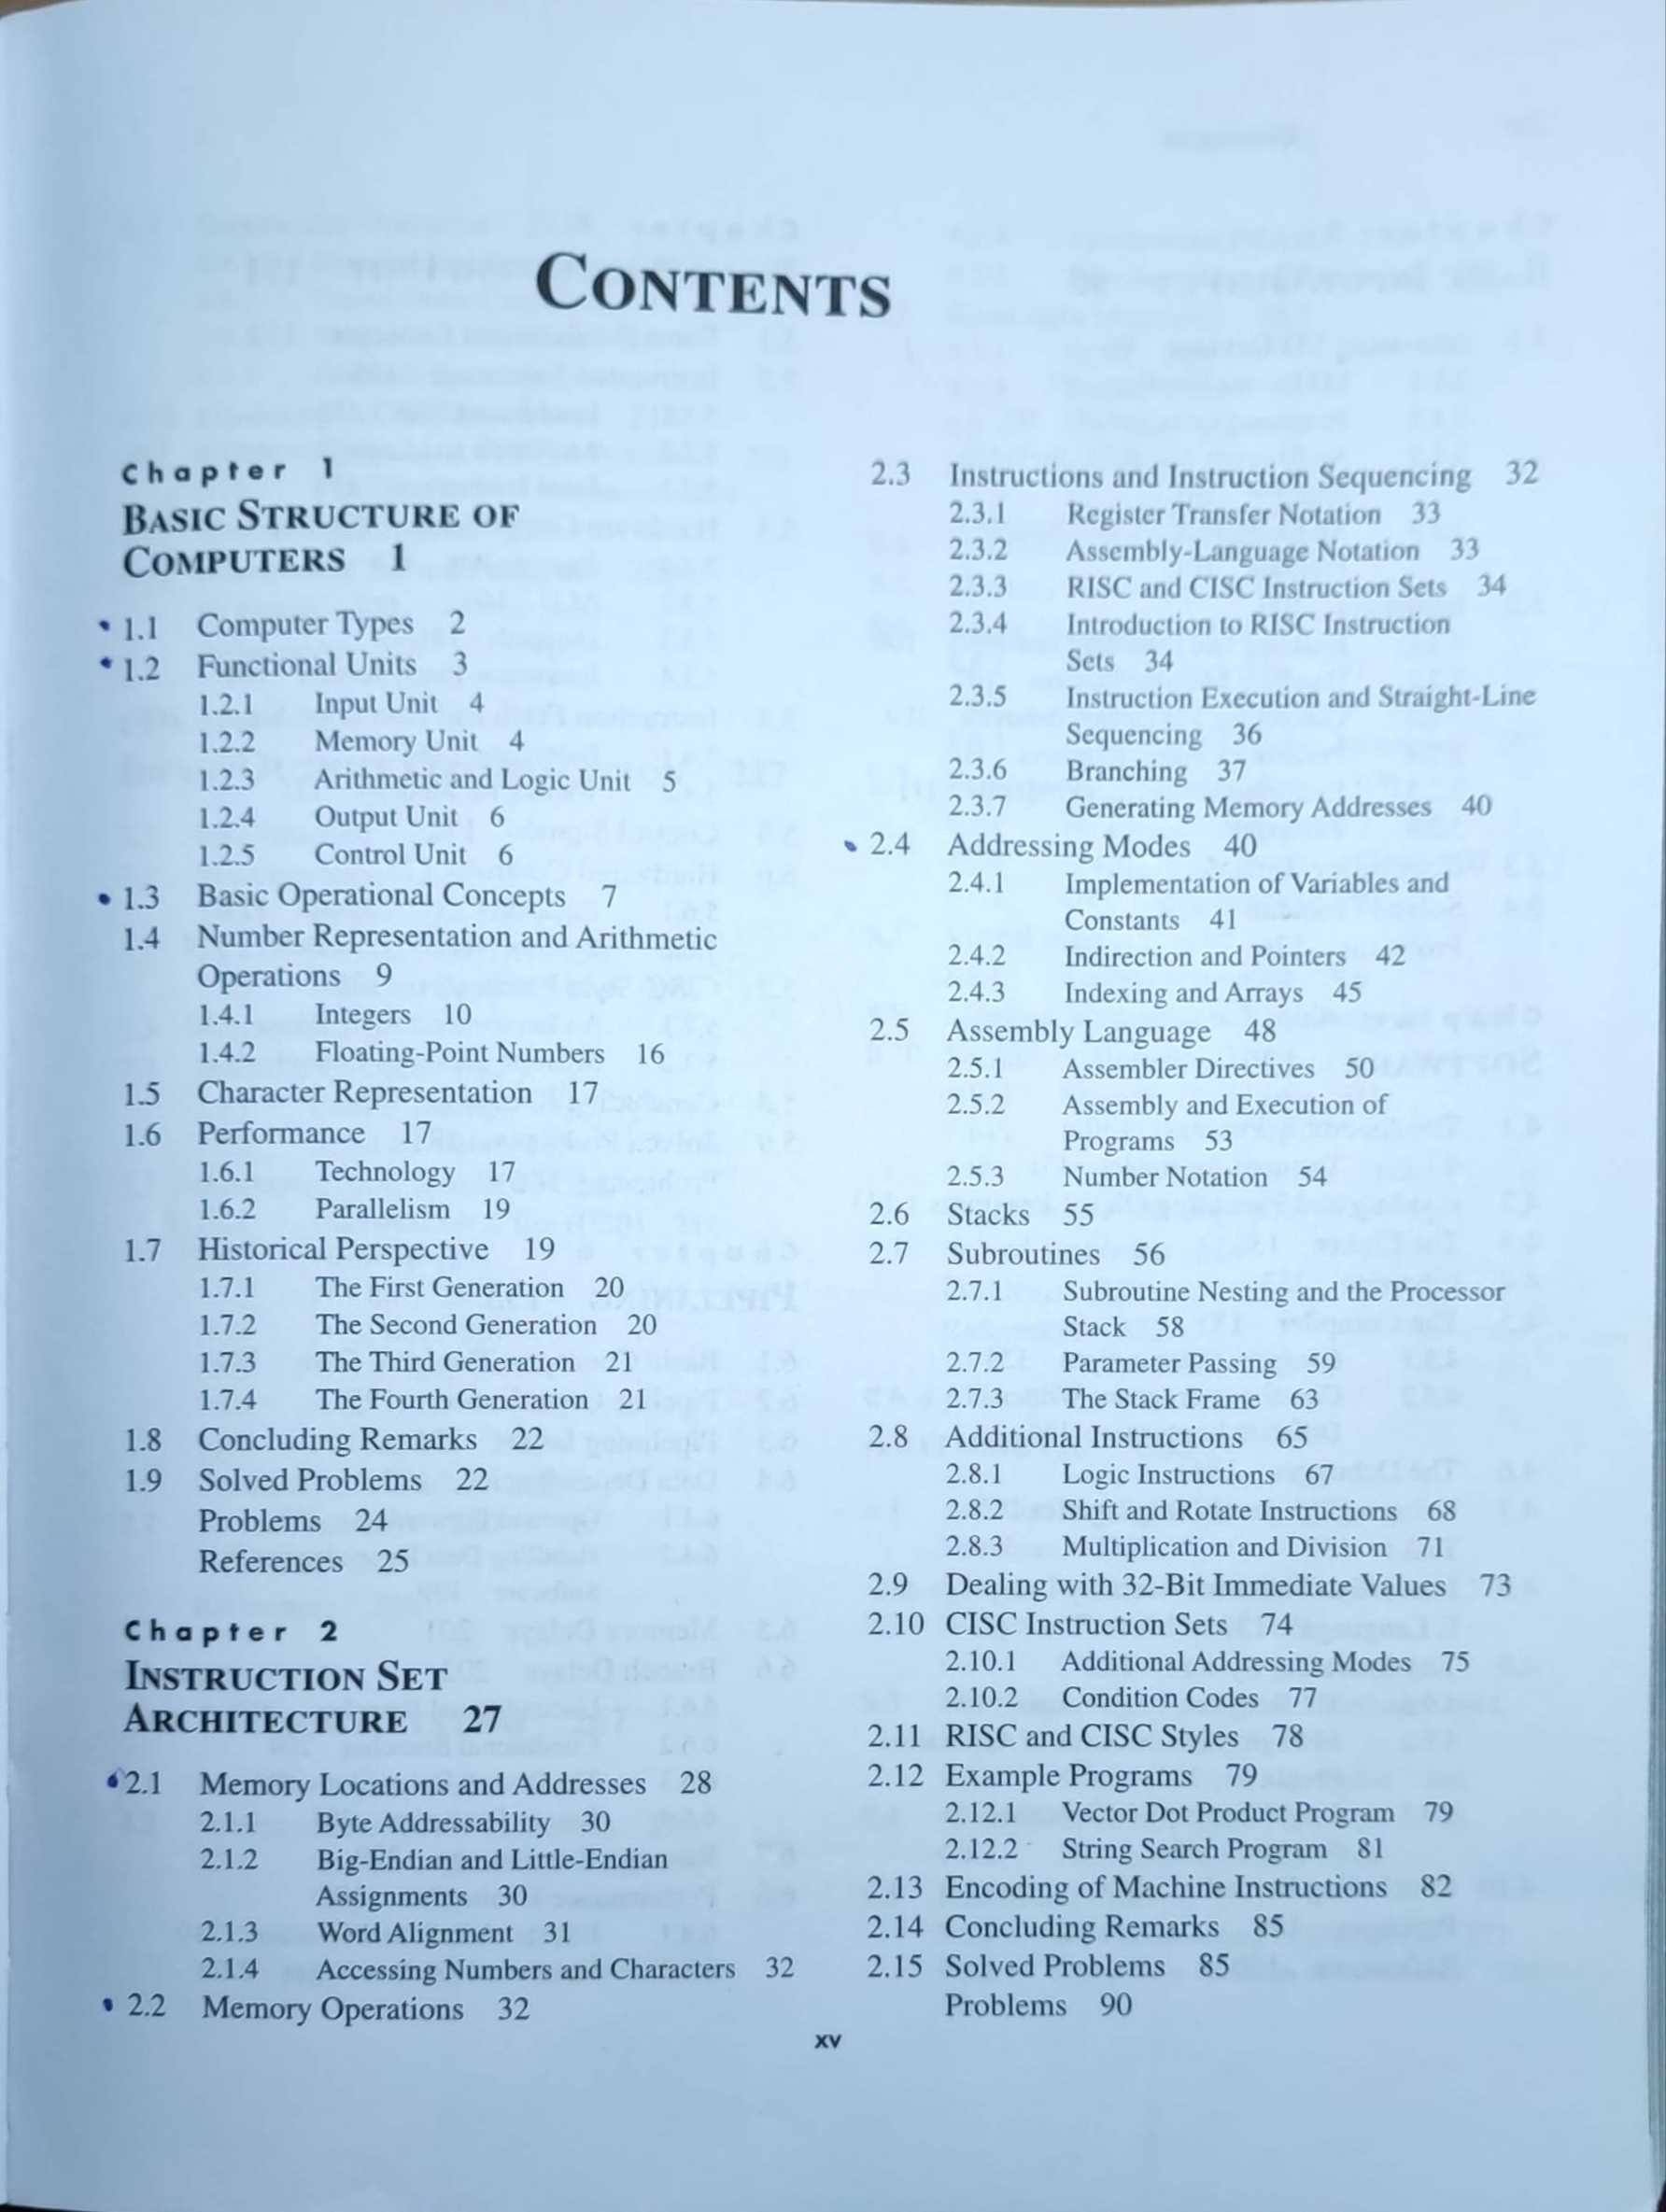 CONTENTS
Chapter 1
BASIC STRUCTURE OF
COMPUTERS 1
1.1 Computer Types 2
1.2 Functional Units 3
1.2.1 Input Unit 4
1.2.2 Memory Unit 4
1.2.3 Arithmetic and Logic Unit 5
1.2.4 Output Unit 6
1.2.5 Control Unit 6
1.3 Basic Operational Concepts 7
1.4 Number Representation and Arithmetic
Operations 9
1.4.1 Integers 10
1.4.2 Floating-Point Numbers 16
1.5 Character Representation 17
1.6 Performance 17
1.6.1 Technology 17
1.6.2 Parallelism 19
1.7 Historical Perspective 19
1.7.1 The First Generation 20
1.7.2 The Second Generation 20
1.7.3 The Third Generation 21
1.7.4 The Fourth Generation 21
1.8 Concluding Remarks 22
1.9 Solved Problems 22
Problems 24
References 25
Chapter 2
INSTRUCTION SET
ARCHITECTURE 27
2.1 Memory Locations and Addresses 28
2.1.1 Byte Addressability 30
2.1.2 Big-Endian and Little-Endian
Assignments 30
2.1.3 Word Alignment 31
2.1.4 Accessing Numbers and Characters 32
2.2 Memory Operations 32
2.3 Instructions and Instruction Sequencing 32
2.3.1 Register Transfer Notation 33
2.3.2 Assembly-Language Notation 33
2.3.3 RISC and CISC Instruction Sets 34
2.3.4 Introduction to RISC Instruction
Sets 34
2.3.5 Instruction Execution and Straight-Line
Sequencing 36
2.3.6 Branching 37
2.3.7 Generating Memory Addresses 40
2.4 Addressing Modes 40
2.4.1 Implementation of Variables and
Constants 41
2.4.2 Indirection and Pointers 42
2.4.3 Indexing and Arrays 45
2.5 Assembly Language 48
2.5.1 Assembler Directives 50
2.5.2 Assembly and Execution of
Programs 53
2.5.3 Number Notation 54
2.6 Stacks 55
2.7 Subroutines 56
2.7.1 Subroutine Nesting and the Processor
Stack 58
2.7.2 Parameter Passing 59
2.7.3 The Stack Frame 63
2.8 Additional Instructions 65
2.8.1 Logic Instructions 67
2.8.2 Shift and Rotate Instructions 68
2.8.3 Multiplication and Division 71
2.9 Dealing with 32-Bit Immediate Values 73
2.10 CISC Instruction Sets 74
2.10.1 Additional Addressing Modes 75
2.10.2 Condition Codes 77
2.11 RISC and CISC Styles 78
2.12 Example Programs 79
2.12.1 Vector Dot Product Program 79
2.12.2 String Search Program 81
2.13 Encoding of Machine Instructions 82
2.14 Concluding Remarks 85
2.15 Solved Problems 85
Problems 90
xv